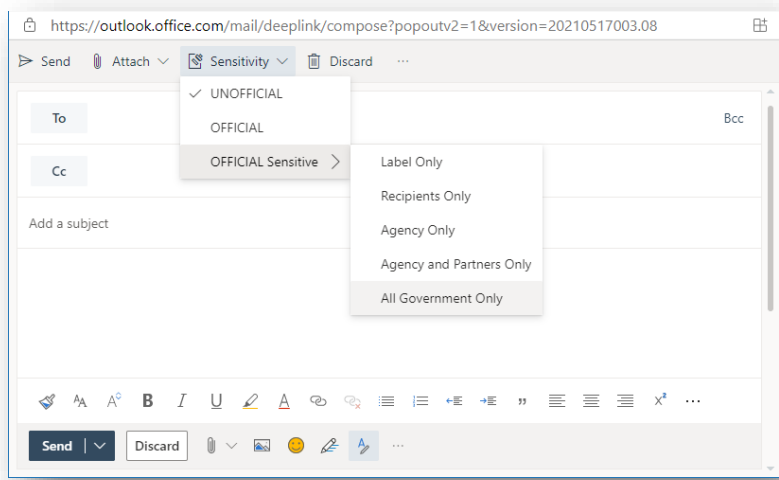 https://outlook.office.com/mail/deeplink/compose?popoutv2=1&version=20210517003.08
Send Attach Sensitivity Discard ...
UNOFFICIAL
To Bcc
OFFICIAL
OFFICIAL Sensitive Label Only
Cc
Recipients Only
Add a subject
Agency Only
Agency and Partners Only
All Government Only
AA A B I U A x² ...
Send Discard ...